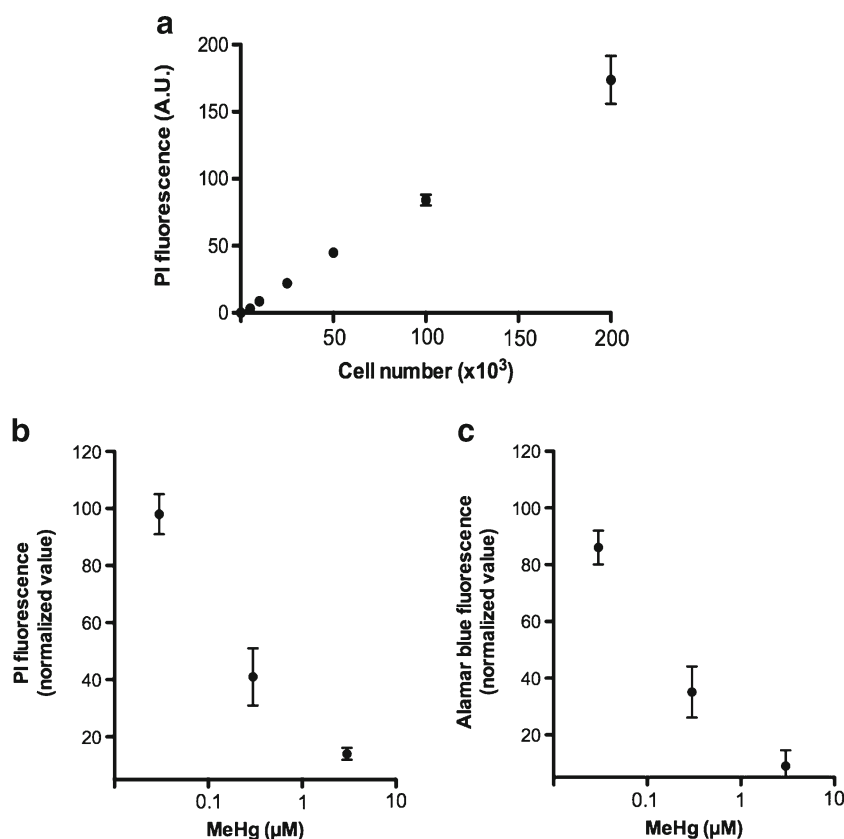 a
PI fluorescence (A.U.)
200
150
100
50
0
50 100 150 200
Cell number (x10³)
b
PI fluorescence
(normalized value)
120
100
80
60
40
20
0.1 1 10
MeHg (µM)
c
Alamar blue fluorescence
(normalized value)
120
100
80
60
40
20
0.1 1 10
MeHg (µM)